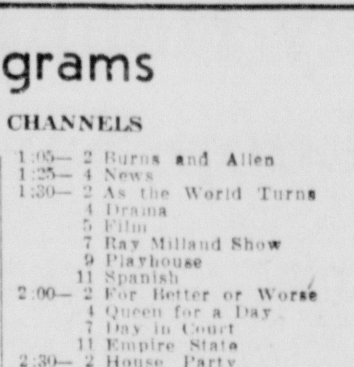 grams
CHANNELS
1:05— 2 Burns and Allen
1:25— 4 News
1:30— 2 As the World Turns
4 Drama
5 Film
7 Ray Milland Show
9 Playhouse
11 Spanish
2:00— 2 For Better or Worse
4 Queen for a Day
7 Day in Court
11 Empire State
2:30— 2 House Party